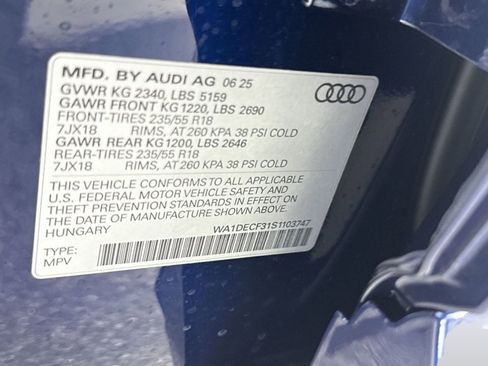 MFD. BY AUDI AG 06 25
GVWR KG 2340, LBS 5159
GAWR FRONT KG 1220, LBS 2690
FRONT-TIRES 235/55 R18
7JX18 RIMS, AT 260 KPA 38 PSI COLD
GAWR REAR KG 1200, LBS 2646
REAR-TIRES 235/55 R18
7JX18 RIMS, AT 260 KPA 38 PSI COLD
THIS VEHICLE CONFORMS TO ALL APPLICABLE
U.S. FEDERAL MOTOR VEHICLE SAFETY AND
THEFT PREVENTION STANDARDS IN EFFECT ON
THE DATE OF MANUFACTURE SHOWN ABOVE.
HUNGARY WA1DECF31S1103747
TYPE:
MPV